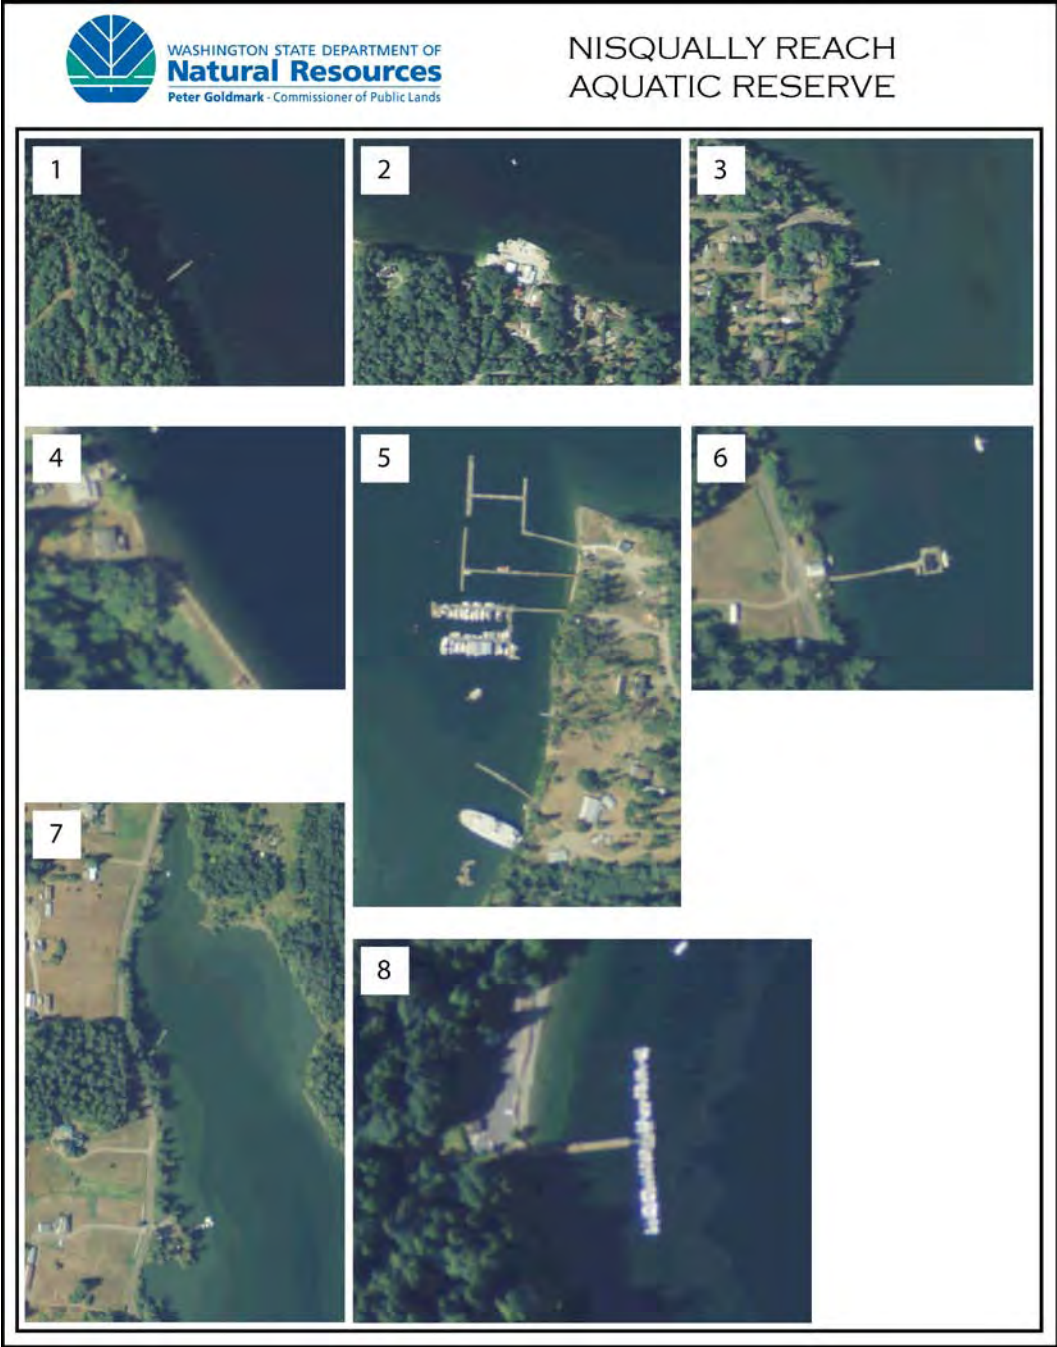 WASHINGTON STATE DEPARTMENT OF
Natural Resources
Peter Goldmark - Commissioner of Public Lands
NISQUALLY REACH
AQUATIC RESERVE
1
2
3
4
5
6
7
8